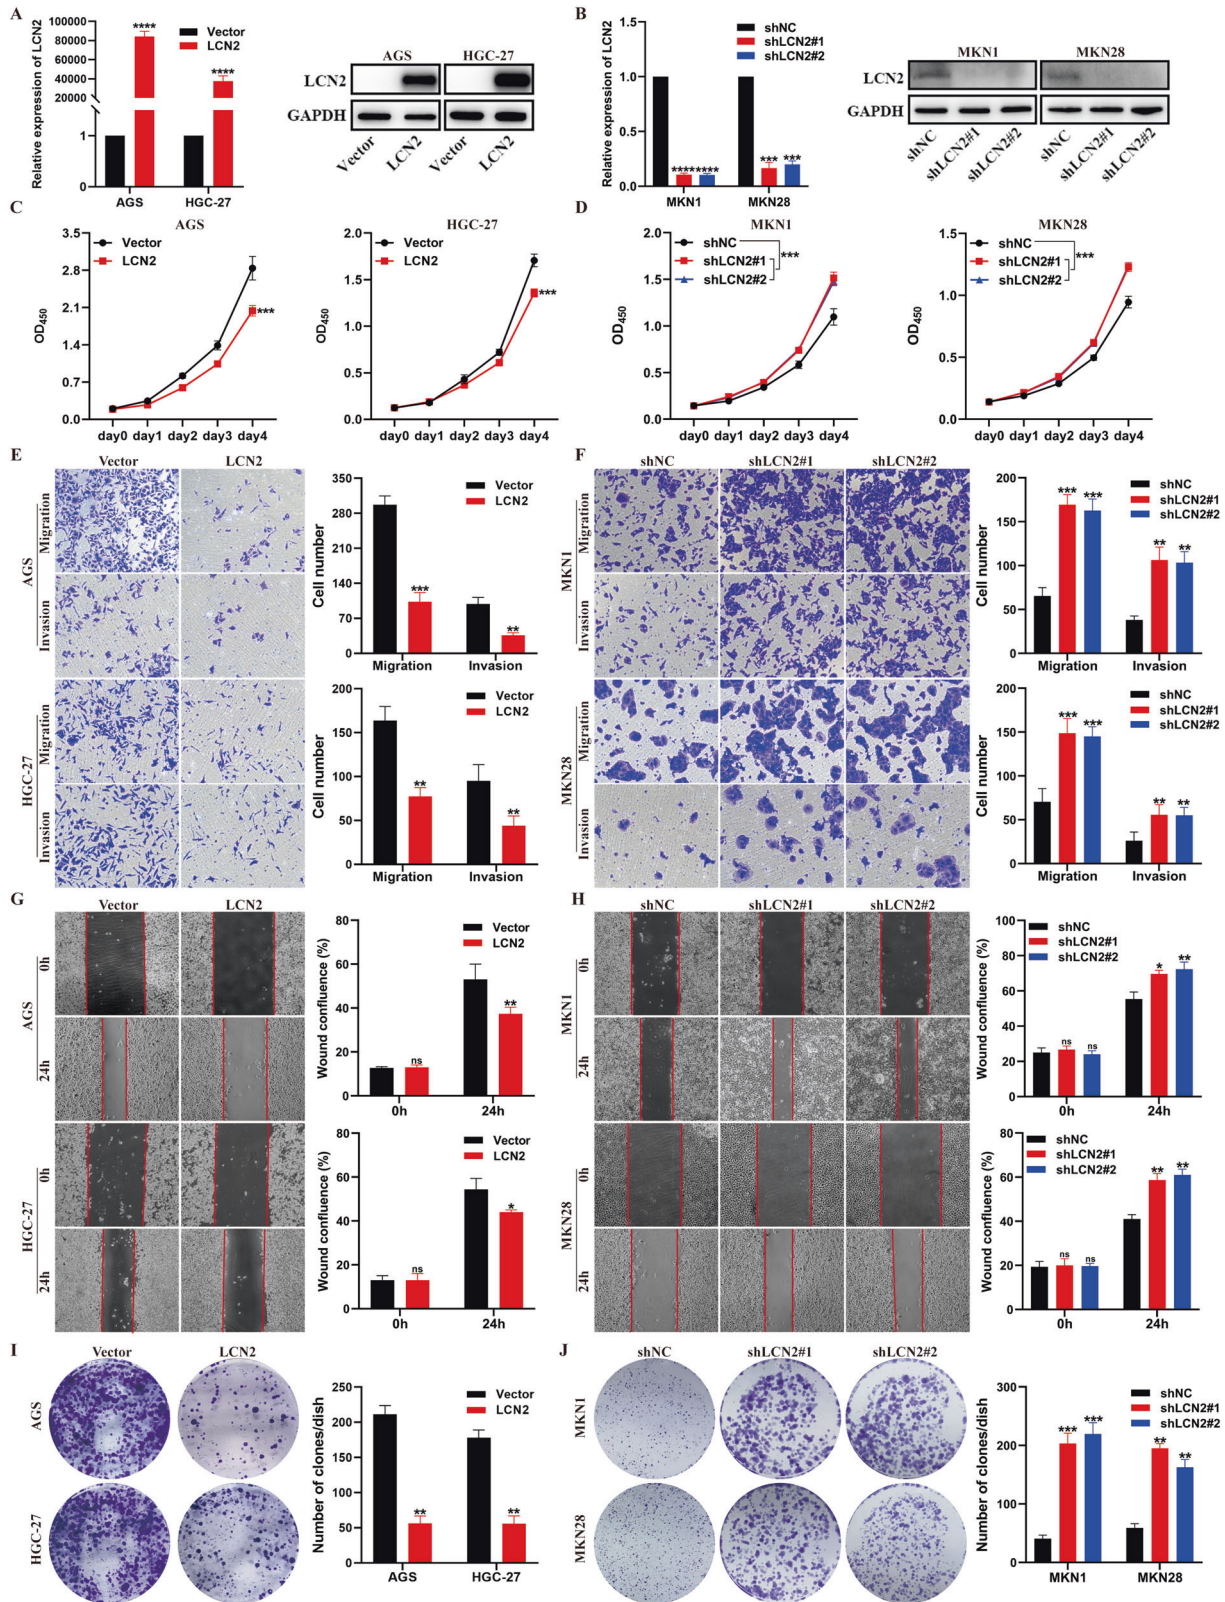 A
Relative expression of LCN2
100000
80000
60000
40000
20000
1
0
Vector
LCN2
****
****
AGS
HGC-27
AGS
HGC-27
LCN2
GAPDH
Vector
LCN2
Vector
LCN2
B
Relative expression of LCN2
1.5
1.0
0.5
0.0
shNC
shLCN2#1
shLCN2#2
********
***
***
MKN1
MKN28
MKN1
MKN28
LCN2
GAPDH
shNC
shLCN2#1
shLCN2#2
shNC
shLCN2#1
shLCN2#2
C
AGS
OD450
3.5
2.8
2.1
1.4
0.7
0.0
Vector
LCN2
***
day0 day1 day2 day3 day4
HGC-27
OD450
2.0
1.5
1.0
0.5
0.0
Vector
LCN2
***
day0 day1 day2 day3 day4
D
MKN1
OD450
2.0
1.5
1.0
0.5
0.0
shNC
shLCN2#1
shLCN2#2
***
day0 day1 day2 day3 day4
MKN28
OD450
1.5
1.0
0.5
0.0
shNC
shLCN2#1
shLCN2#2
***
day0 day1 day2 day3 day4
E
Vector
LCN2
AGS
Migration
Invasion
HGC-27
Migration
Invasion
Cell number
350
280
210
140
70
0
Vector
LCN2
***
**
Migration
Invasion
Cell number
200
150
100
50
0
Vector
LCN2
**
**
Migration
Invasion
F
shNC
shLCN2#1
shLCN2#2
MKN1
Migration
Invasion
MKN28
Migration
Invasion
Cell number
200
150
100
50
0
shNC
shLCN2#1
shLCN2#2
***
***
**
**
Migration
Invasion
Cell number
200
150
100
50
0
shNC
shLCN2#1
shLCN2#2
***
***
**
**
Migration
Invasion
G
Vector
LCN2
AGS
0h
24h
HGC-27
0h
24h
Wound confluence (%)
80
60
40
20
0
Vector
LCN2
ns
**
0h
24h
Wound confluence (%)
80
60
40
20
0
Vector
LCN2
ns
*
0h
24h
H
shNC
shLCN2#1
shLCN2#2
MKN1
0h
24h
MKN28
0h
24h
Wound confluence (%)
100
80
60
40
20
0
shNC
shLCN2#1
shLCN2#2
ns
ns
*
**
0h
24h
Wound confluence (%)
80
60
40
20
0
shNC
shLCN2#1
shLCN2#2
ns
ns
**
**
0h
24h
I
Vector
LCN2
AGS
HGC-27
Number of clones/dish
250
200
150
100
50
0
Vector
LCN2
**
**
AGS
HGC-27
J
shNC
shLCN2#1
shLCN2#2
MKN1
MKN28
Number of clones/dish
300
200
100
0
shNC
shLCN2#1
shLCN2#2
***
***
**
**
MKN1
MKN28